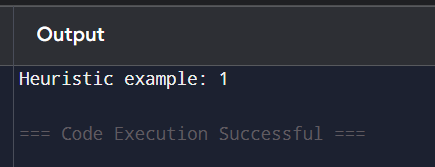 Output
Heuristic example: 1
=== Code Execution Successful ===